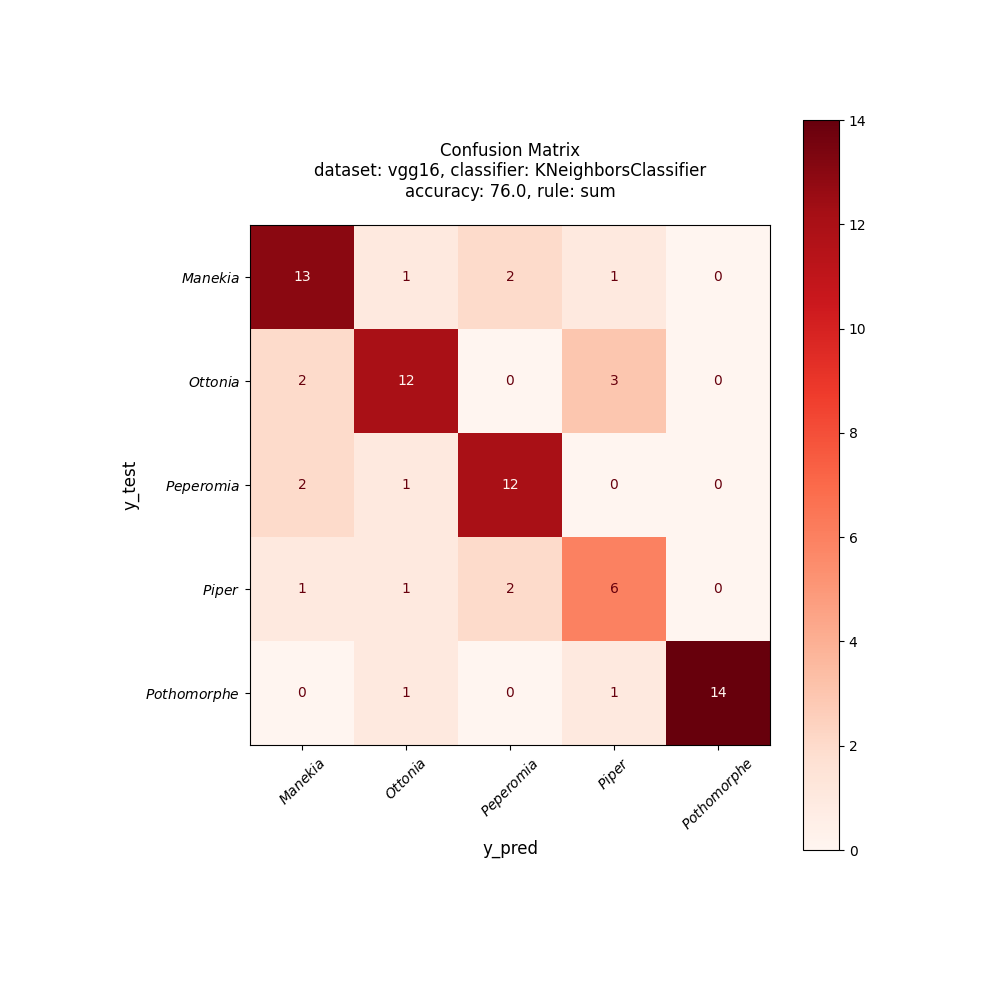 Confusion Matrix
dataset: vgg16, classifier: KNeighborsClassifier
accuracy: 76.0, rule: sum
y_test
Manekia 13 1 2 1 0
Ottonia 2 12 0 3 0
Peperomia 2 1 12 0 0
Piper 1 1 2 6 0
Pothomorphe 0 1 0 1 14
Manekia Ottonia Peperomia Piper Pothomorphe
y_pred
14
12
10
8
6
4
2
0